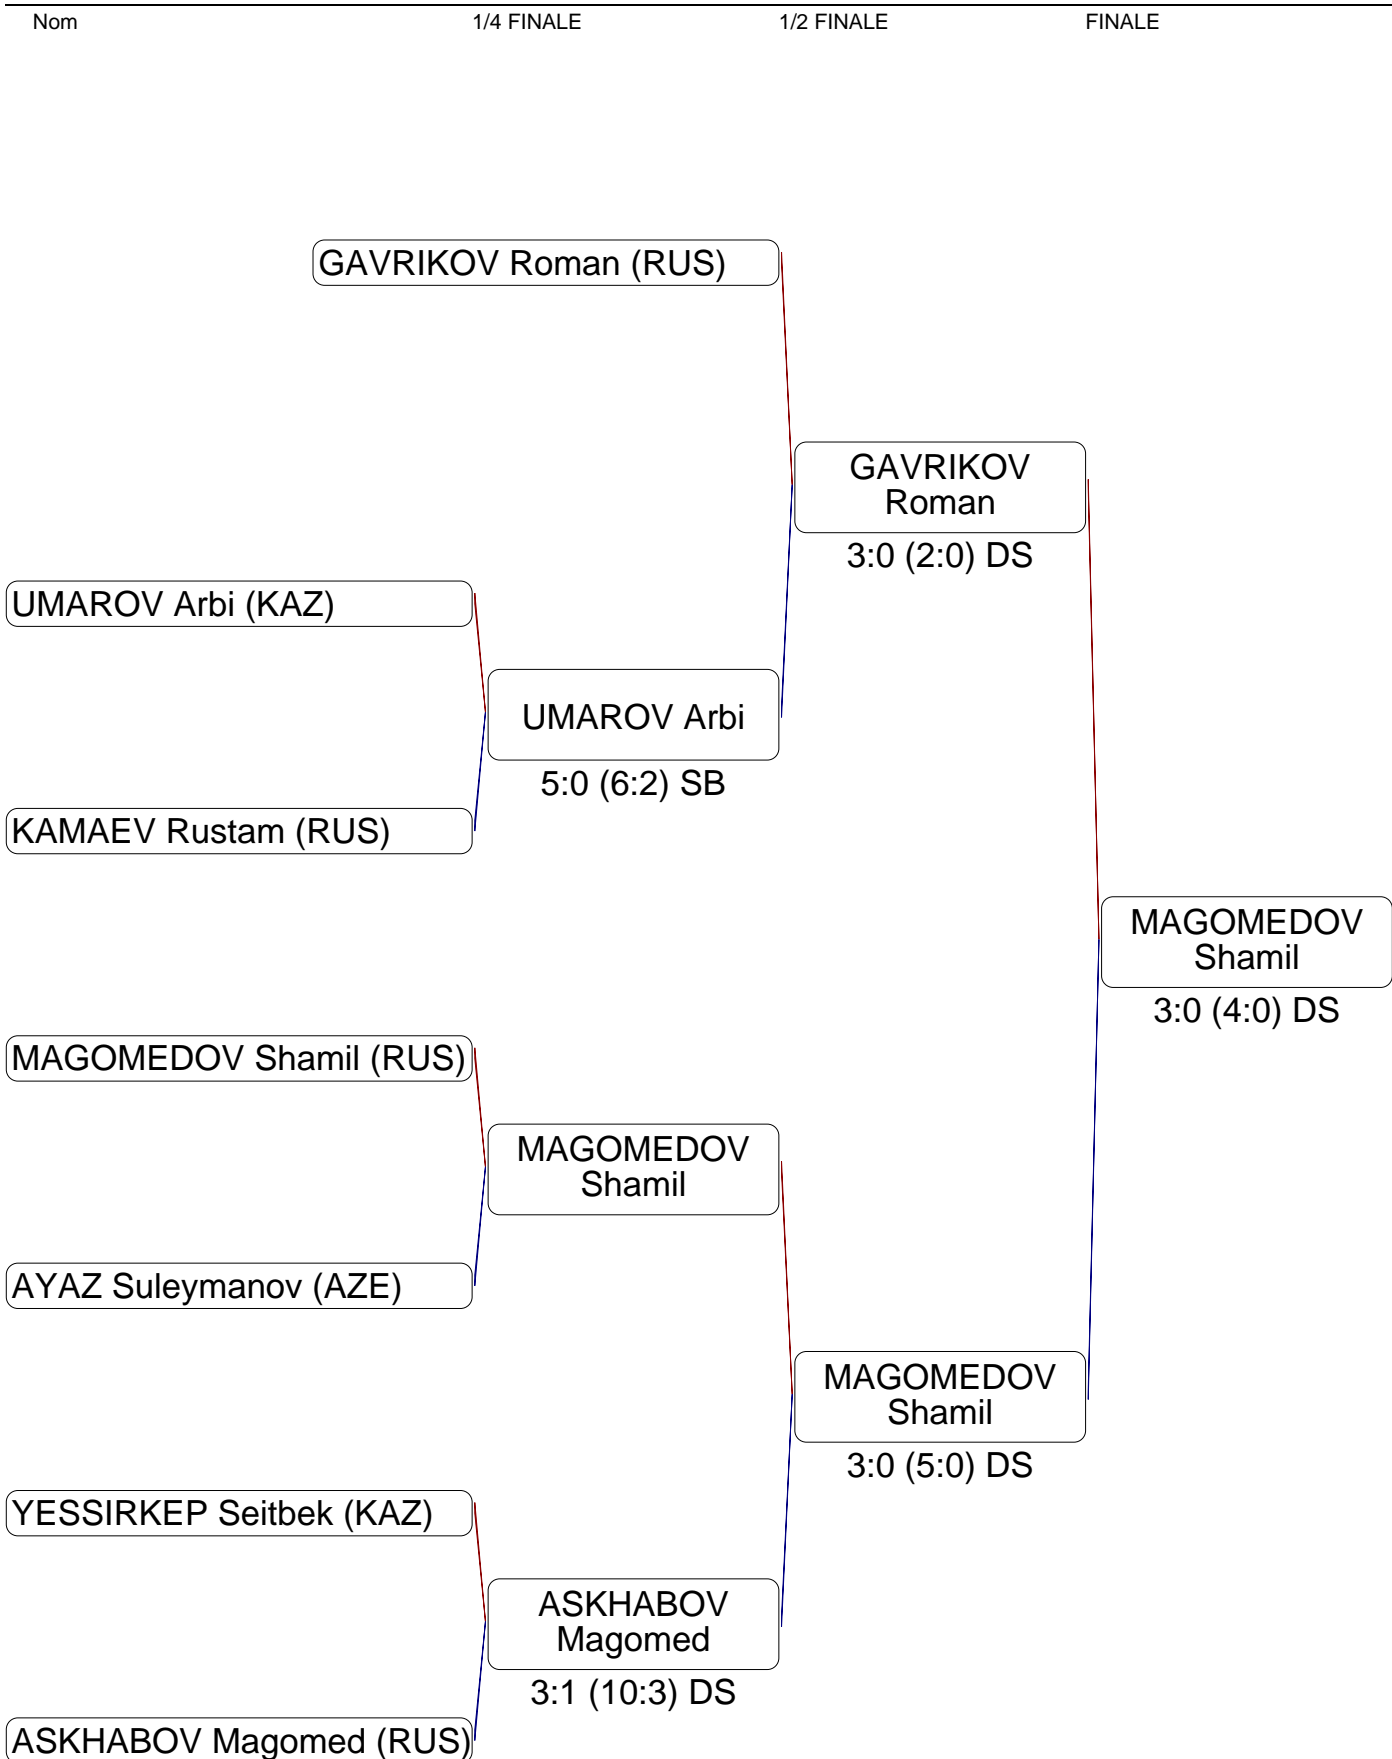 Nom 1/4 FINALE 1/2 FINALE FINALE
GAVRIKOV Roman (RUS)
GAVRIKOV
Roman
3:0 (2:0) DS
UMAROV Arbi (KAZ)
UMAROV Arbi
5:0 (6:2) SB
KAMAEV Rustam (RUS)
MAGOMEDOV
Shamil
3:0 (4:0) DS
MAGOMEDOV Shamil (RUS)
MAGOMEDOV
Shamil
AYAZ Suleymanov (AZE)
MAGOMEDOV
Shamil
3:0 (5:0) DS
YESSIRKEP Seitbek (KAZ)
ASKHABOV
Magomed
3:1 (10:3) DS
ASKHABOV Magomed (RUS)